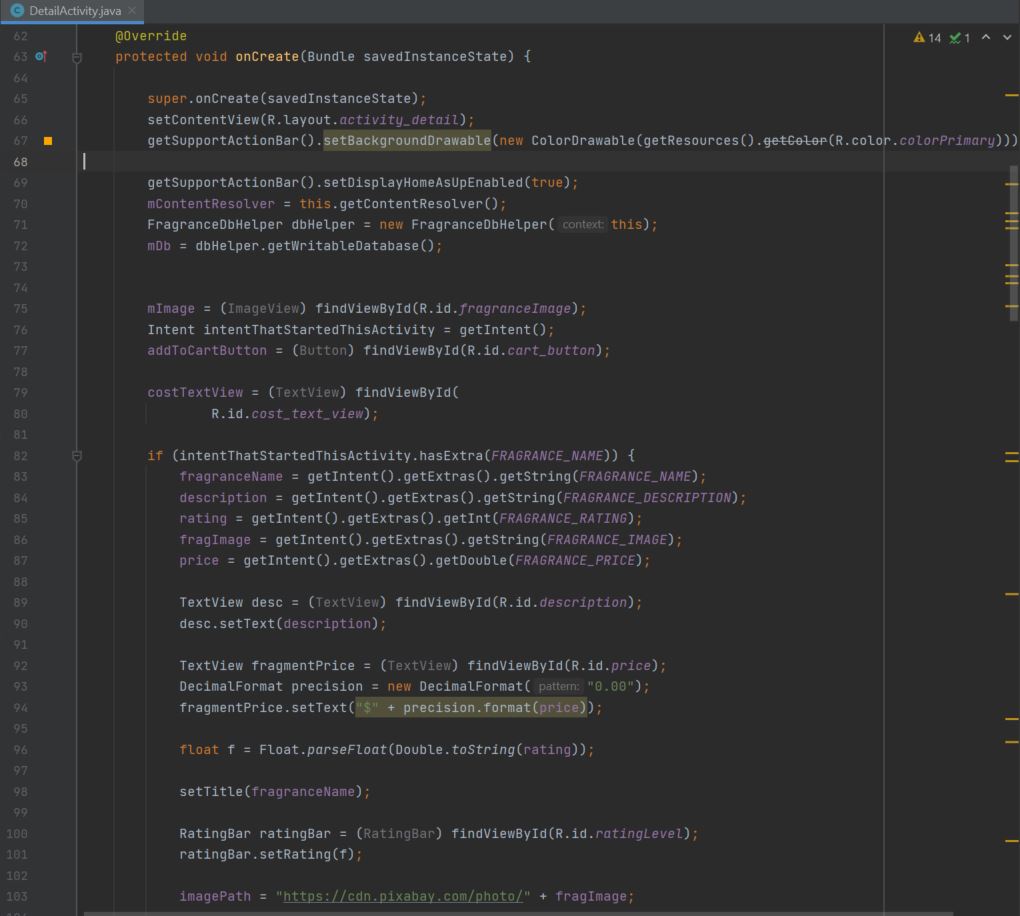 DetailActivity.java
14 1
62 @Override
63 protected void onCreate(Bundle savedInstanceState) {
64
65 super.onCreate(savedInstanceState);
66 setContentView(R.layout.activity_detail);
67 getSupportActionBar().setBackgroundDrawable(new ColorDrawable(getResources().getColor(R.color.colorPrimary)))
68
69 getSupportActionBar().setDisplayHomeAsUpEnabled(true);
70 mContentResolver = this.getContentResolver();
71 FragranceDbHelper dbHelper = new FragranceDbHelper( context: this);
72 mDb = dbHelper.getWritableDatabase();
73
74
75 mImage = (ImageView) findViewById(R.id.fragranceImage);
76 Intent intentThatStartedThisActivity = getIntent();
77 addToCartButton = (Button) findViewById(R.id.cart_button);
78
79 costTextView = (TextView) findViewById(
80 R.id.cost_text_view);
81
82 if (intentThatStartedThisActivity.hasExtra(FRAGRANCE_NAME)) {
83 fragranceName = getIntent().getExtras().getString(FRAGRANCE_NAME);
84 description = getIntent().getExtras().getString(FRAGRANCE_DESCRIPTION);
85 rating = getIntent().getExtras().getInt(FRAGRANCE_RATING);
86 fragImage = getIntent().getExtras().getString(FRAGRANCE_IMAGE);
87 price = getIntent().getExtras().getDouble(FRAGRANCE_PRICE);
88
89 TextView desc = (TextView) findViewById(R.id.description);
90 desc.setText(description);
91
92 TextView fragmentPrice = (TextView) findViewById(R.id.price);
93 DecimalFormat precision = new DecimalFormat( pattern: "0.00");
94 fragmentPrice.setText("$" + precision.format(price));
95
96 float f = Float.parseFloat(Double.toString(rating));
97
98 setTitle(fragranceName);
99
100 RatingBar ratingBar = (RatingBar) findViewById(R.id.ratingLevel);
101 ratingBar.setRating(f);
102
103 imagePath = "https://cdn.pixabay.com/photo/" + fragImage;